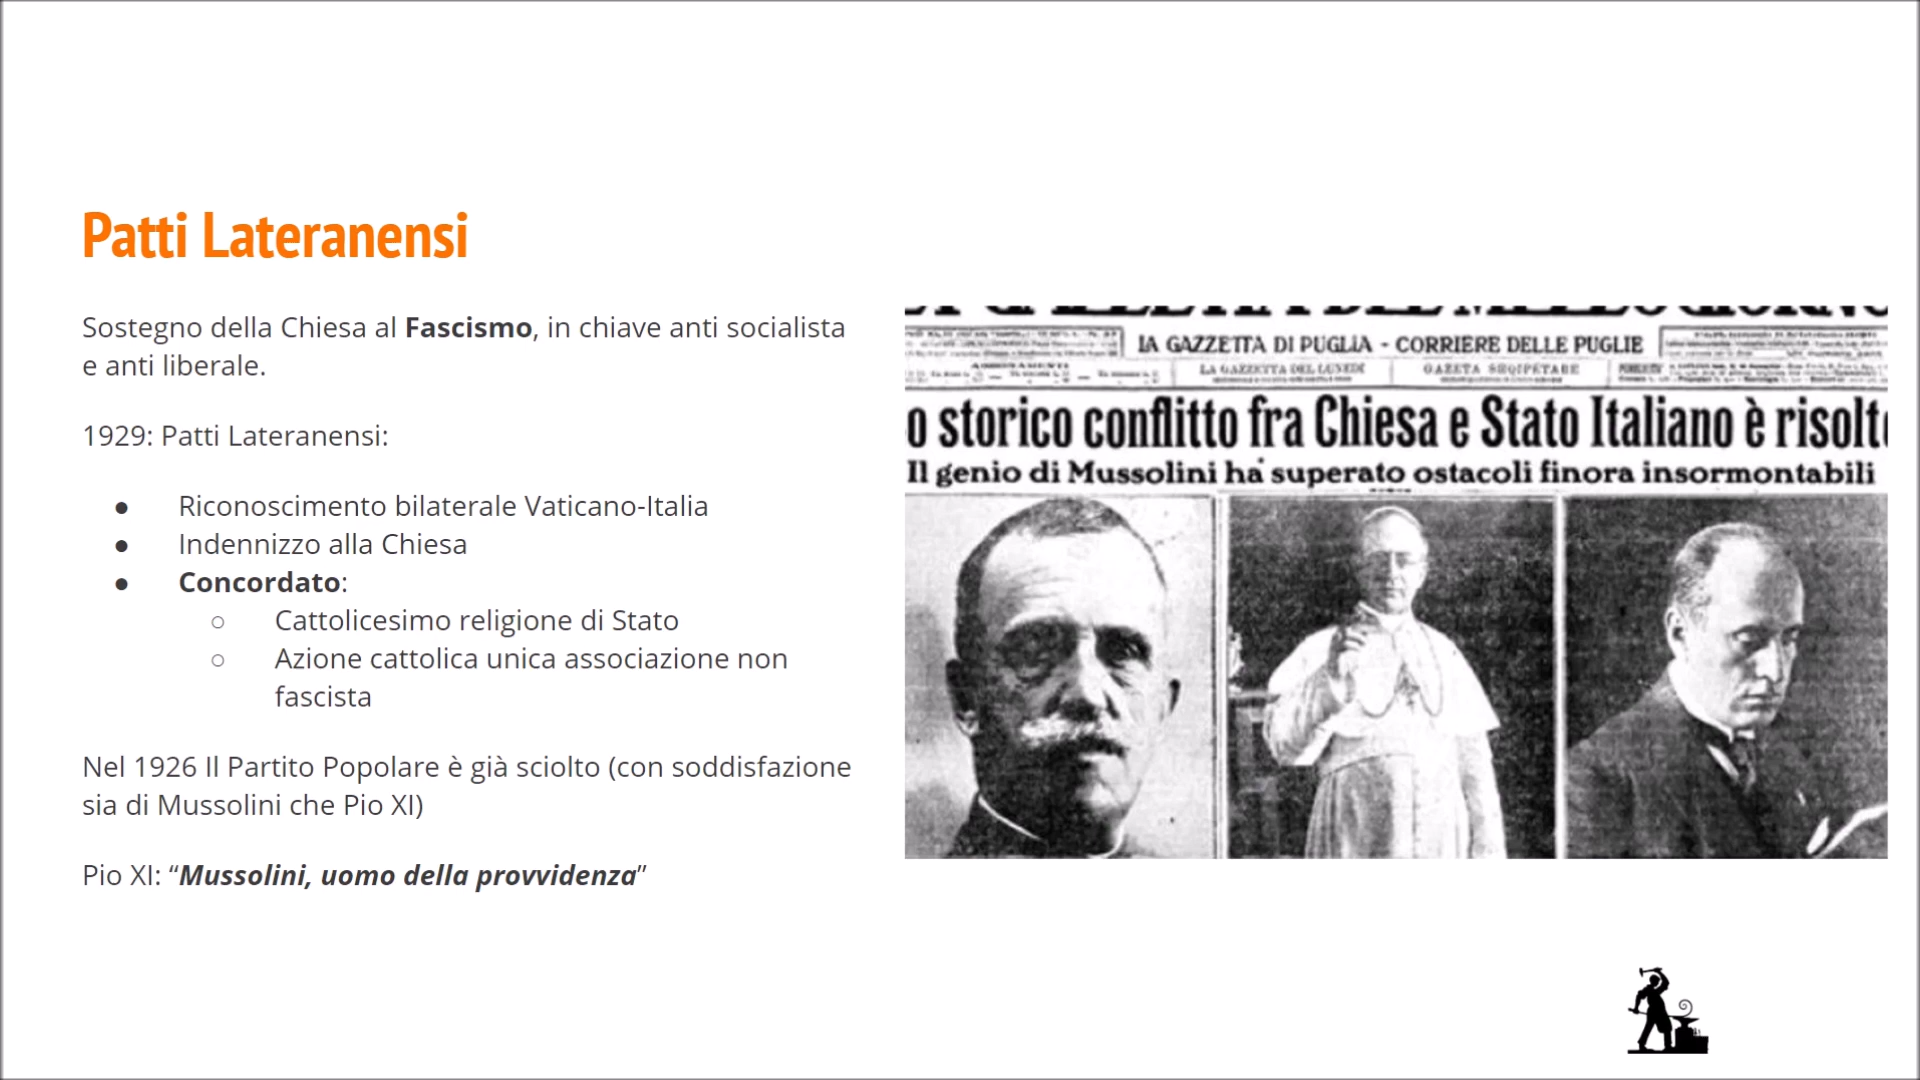 Patti Lateranensi
Sostegno della Chiesa al Fascismo, in chiave anti socialista
e anti liberale.
1929: Patti Lateranensi:
● Riconoscimento bilaterale Vaticano-Italia
● Indennizzo alla Chiesa
● Concordato:
○ Cattolicesimo religione di Stato
○ Azione cattolica unica associazione non
fascista
Nel 1926 Il Partito Popolare è già sciolto (con soddisfazione
sia di Mussolini che Pio XI)
Pio XI: “Mussolini, uomo della provvidenza”
LA GAZZETTA DI PUGLIA - CORRIERE DELLE PUGLIE
ABBONAMENTI
LA GAZZETTA DEL LUNEDI
GAZETA SHQIPETARE
o storico conflitto fra Chiesa e Stato Italiano è risolt
Il genio di Mussolini ha superato ostacoli finora insormontabili